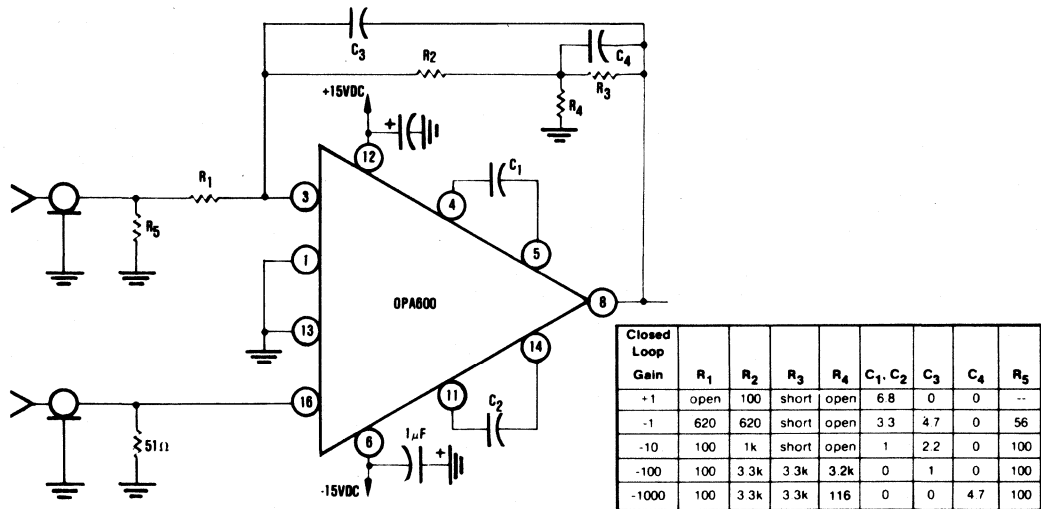 C3
R2
C4
R3
R4
+15VDC
+
12
C1
4
5
R1
3
R5
1
OPA600
8
13
14
16
11
C2
51Ω
6
1μF
+
-15VDC
Closed Loop Gain R1 R2 R3 R4 C1, C2 C3 C4 R5
+1 open 100 short open 6.8 0 0 --
-1 620 620 short open 3.3 4.7 0 56
-10 100 1k short open 1 2.2 0 100
-100 100 3.3k 3.3k 3.2k 0 1 0 100
-1000 100 3.3k 3.3k 116 0 0 4.7 100